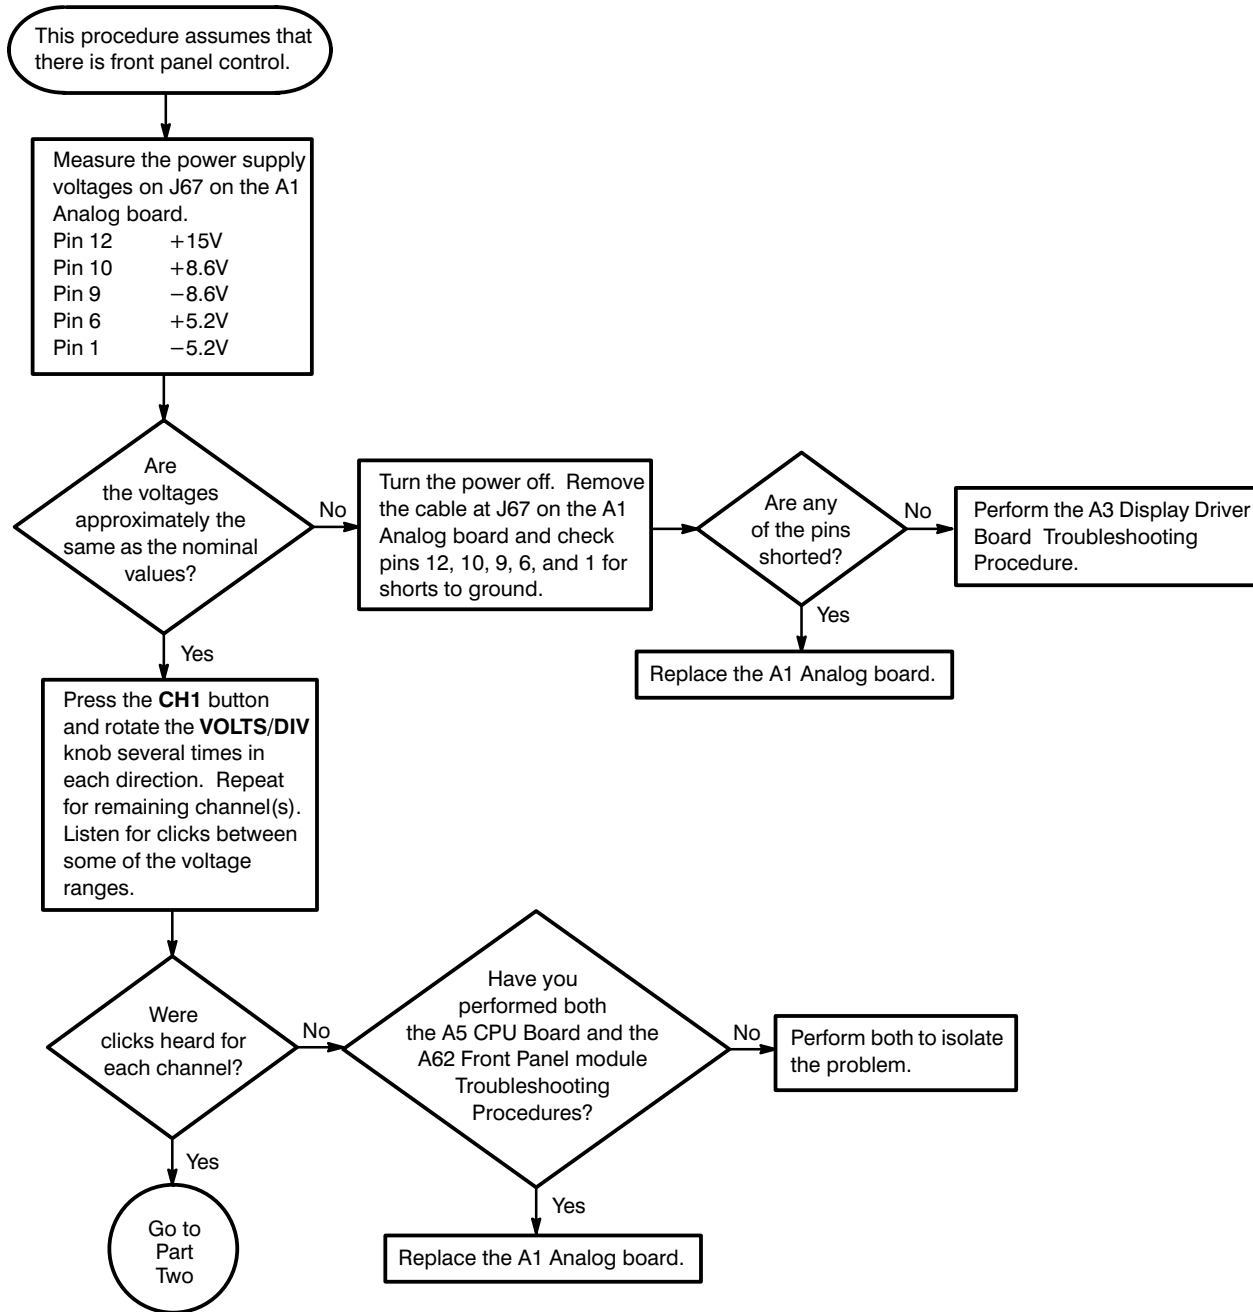 This procedure assumes that
there is front panel control.
Measure the power supply
voltages on J67 on the A1
Analog board.
Pin 12 +15V
Pin 10 +8.6V
Pin 9 −8.6V
Pin 6 +5.2V
Pin 1 −5.2V
Are
the voltages
approximately the
same as the nominal
values?
No
Turn the power off. Remove
the cable at J67 on the A1
Analog board and check
pins 12, 10, 9, 6, and 1 for
shorts to ground.
Are any
of the pins
shorted?
No
Perform the A3 Display Driver
Board Troubleshooting
Procedure.
Yes
Replace the A1 Analog board.
Yes
Press the CH1 button
and rotate the VOLTS/DIV
knob several times in
each direction. Repeat
for remaining channel(s).
Listen for clicks between
some of the voltage
ranges.
Were
clicks heard for
each channel?
No
Have you
performed both
the A5 CPU Board and the
A62 Front Panel module
Troubleshooting
Procedures?
No
Perform both to isolate
the problem.
Yes
Replace the A1 Analog board.
Yes
Go to
Part
Two